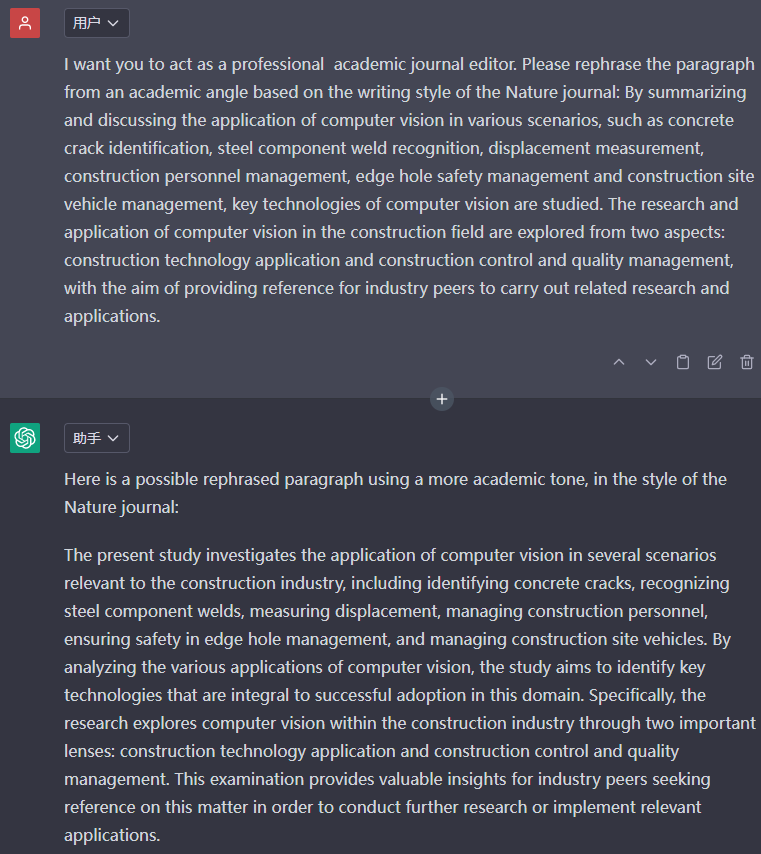 用户
I want you to act as a professional  academic journal editor. Please rephrase the paragraph
from an academic angle based on the writing style of the Nature journal: By summarizing
and discussing the application of computer vision in various scenarios, such as concrete
crack identification, steel component weld recognition, displacement measurement,
construction personnel management, edge hole safety management and construction site
vehicle management, key technologies of computer vision are studied. The research and
application of computer vision in the construction field are explored from two aspects:
construction technology application and construction control and quality management,
with the aim of providing reference for industry peers to carry out related research and
applications.
助手
Here is a possible rephrased paragraph using a more academic tone, in the style of the
Nature journal:
The present study investigates the application of computer vision in several scenarios
relevant to the construction industry, including identifying concrete cracks, recognizing
steel component welds, measuring displacement, managing construction personnel,
ensuring safety in edge hole management, and managing construction site vehicles. By
analyzing the various applications of computer vision, the study aims to identify key
technologies that are integral to successful adoption in this domain. Specifically, the
research explores computer vision within the construction industry through two important
lenses: construction technology application and construction control and quality
management. This examination provides valuable insights for industry peers seeking
reference on this matter in order to conduct further research or implement relevant
applications.